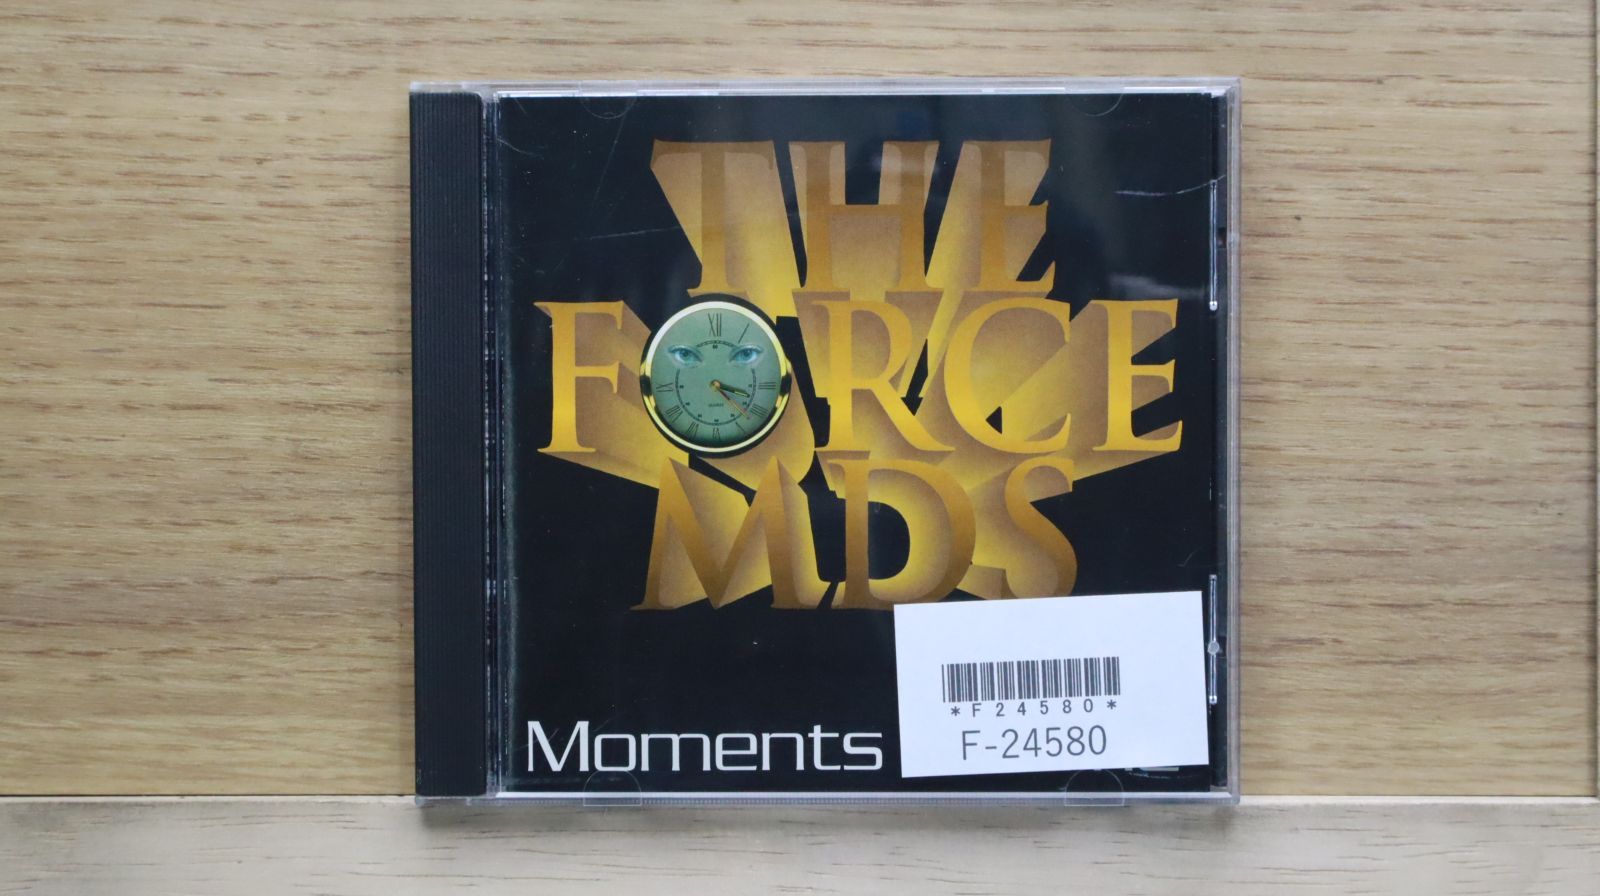 THE
FORCE
MDS
Moments
*F24580*
F-24580